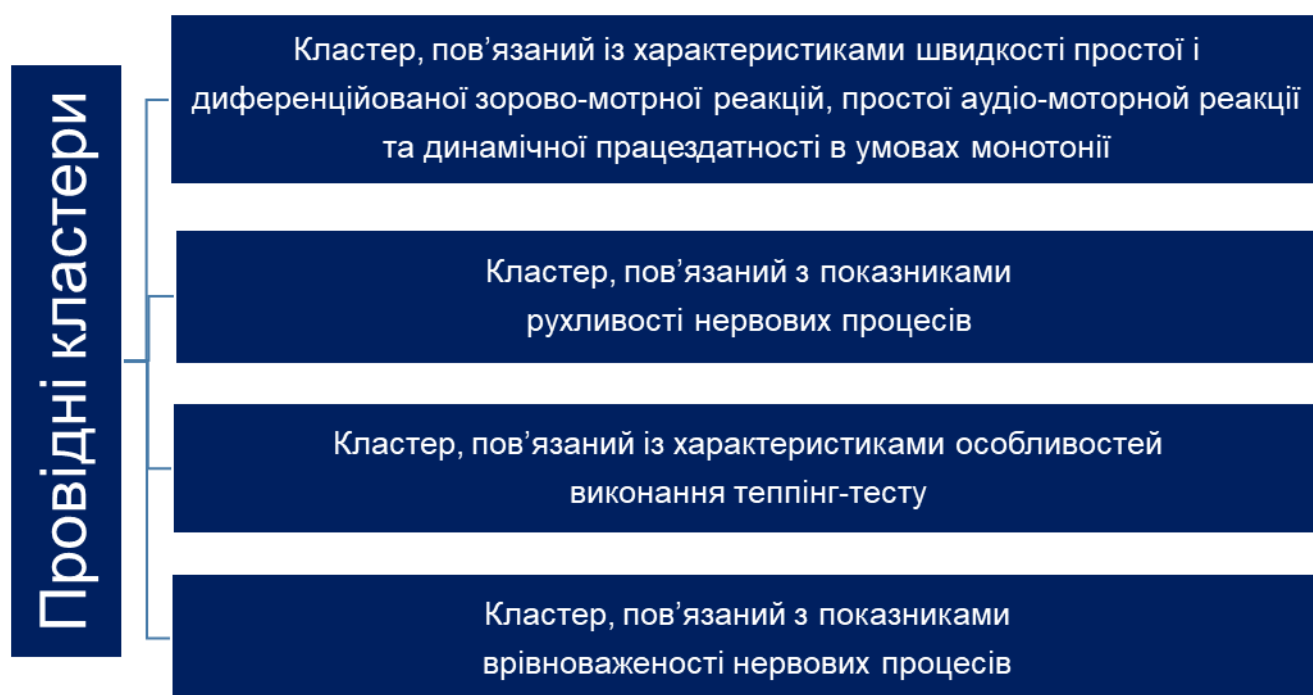 Провідні кластери
Кластер, пов’язаний із характеристиками швидкості простої і
диференційованої зорово-мотрної реакцій, простої аудіо-моторної реакції
та динамічної працездатності в умовах монотонії
Кластер, пов’язаний з показниками
рухливості нервових процесів
Кластер, пов’язаний із характеристиками особливостей
виконання теппінг-тесту
Кластер, пов’язаний з показниками
врівноваженості нервових процесів